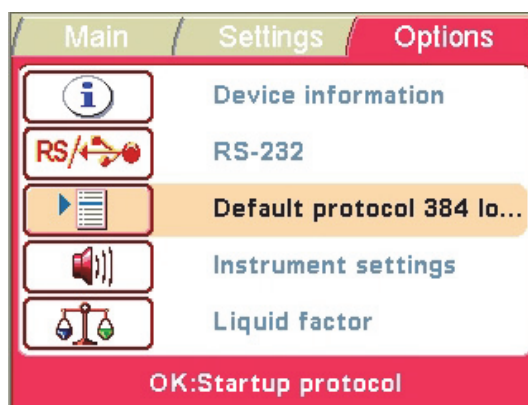 Main Settings Options
Device information
RS/ RS-232
Default protocol 384 lo...
Instrument settings
Liquid factor
OK:Startup protocol